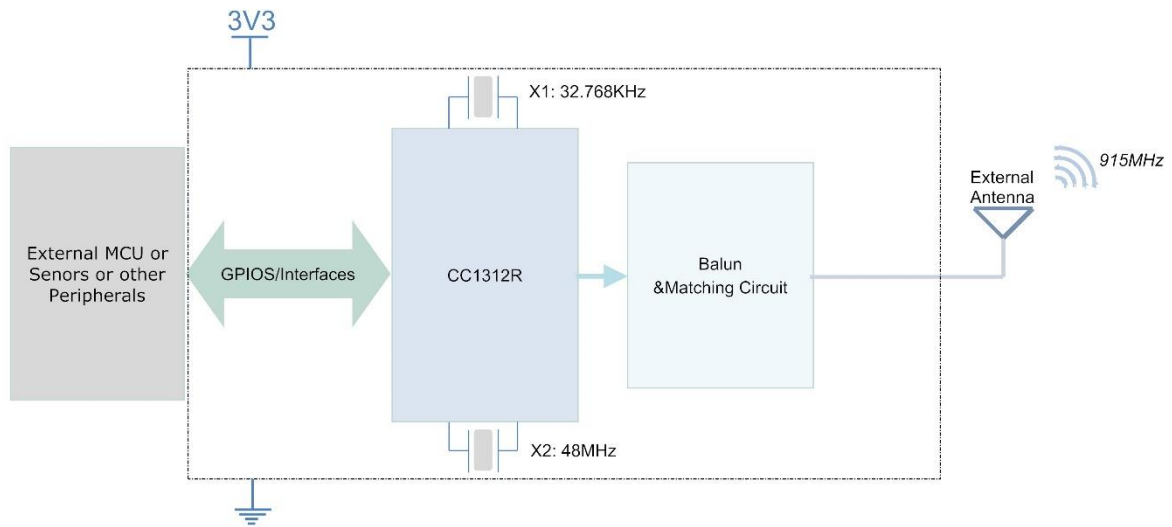 3V3
X1: 32.768KHz
915MHz
External
Antenna
External MCU or
Senors or other
Peripherals
GPIOS/Interfaces
CC1312R
Balun
&Matching Circuit
X2: 48MHz